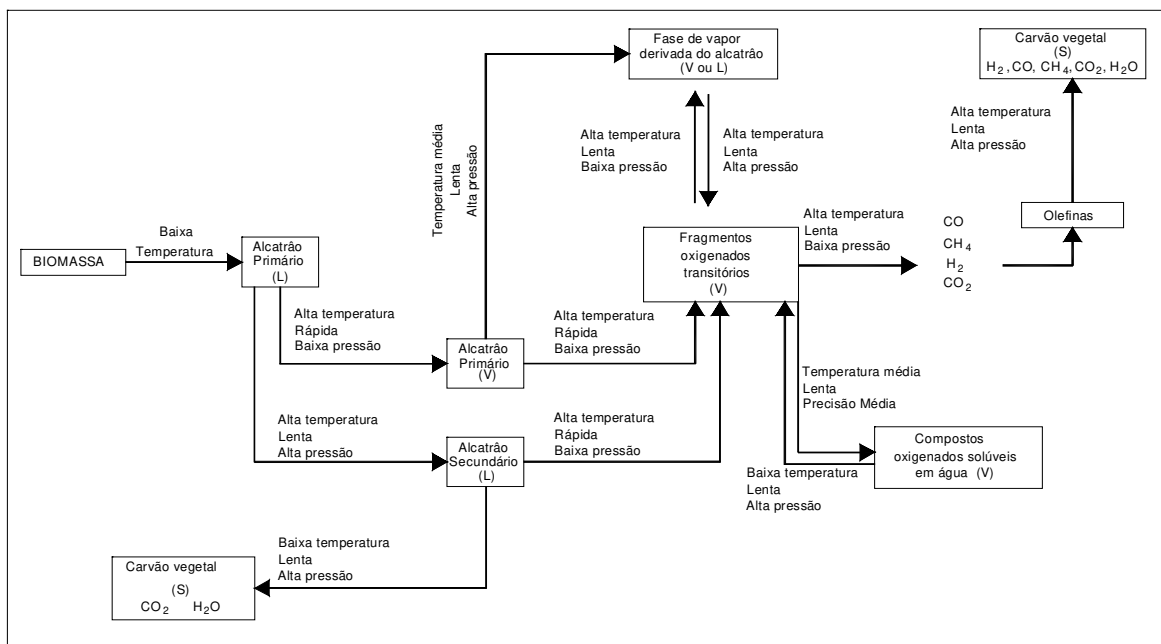 Fase de vapor
derivada do alcatrâo
(V ou L)
Carvão vegetal
(S)
H2 ,CO, CH4, CO2, H2O
Temperatura média
Lenta
Alta pressão
Alta temperatura
Lenta
Baixa pressão
Alta temperatura
Lenta
Alta pressão
Alta temperatura
Lenta
Alta pressão
Olefinas
BIOMASSA
Baixa
Temperatura
Alcatrâo
Primário
(L)
Fragmentos
oxigenados
transitórios
(V)
Alta temperatura
Lenta
Baixa pressão
CO
CH4
H2
CO2
Alta temperatura
Rápida
Baixa pressão
Alcatrâo
Primário
(V)
Alta temperatura
Rápida
Baixa pressão
Temperatura média
Lenta
Precisão Média
Alta temperatura
Lenta
Alta pressão
Alcatrâo
Secundário
(L)
Alta temperatura
Rápida
Baixa pressão
Compostos
oxigenados solúveis
em água (V)
Baixa temperatura
Lenta
Alta pressão
Baixa temperatura
Lenta
Alta pressão
Carvão vegetal
(S)
CO2 H2O